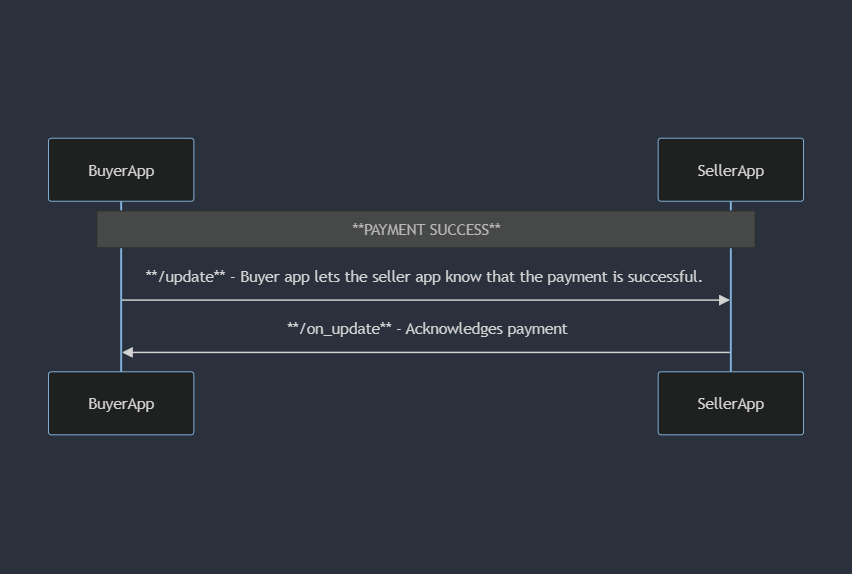 BuyerApp
SellerApp
**PAYMENT SUCCESS**
**/update** - Buyer app lets the seller app know that the payment is successful.
**/on_update** - Acknowledges payment
BuyerApp
SellerApp